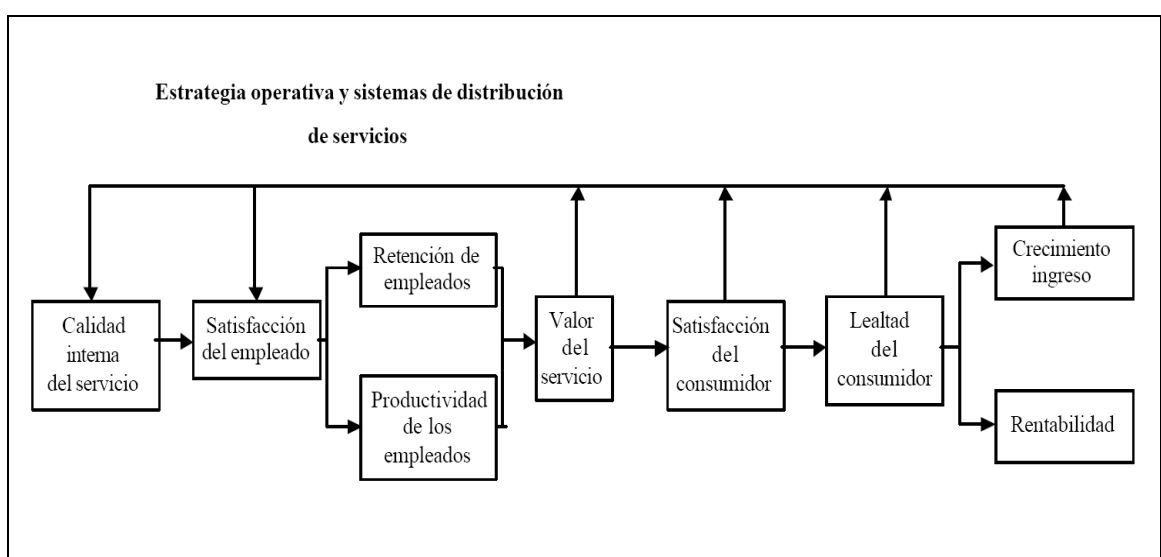 Estrategia operativa y sistemas de distribución
de servicios
Calidad
interna
del servicio
Satisfacción
del empleado
Retención de
empleados
Productividad
de los
empleados
Valor
del
servicio
Satisfacción
del
consumidor
Lealtad
del
consumidor
Crecimiento
ingreso
Rentabilidad